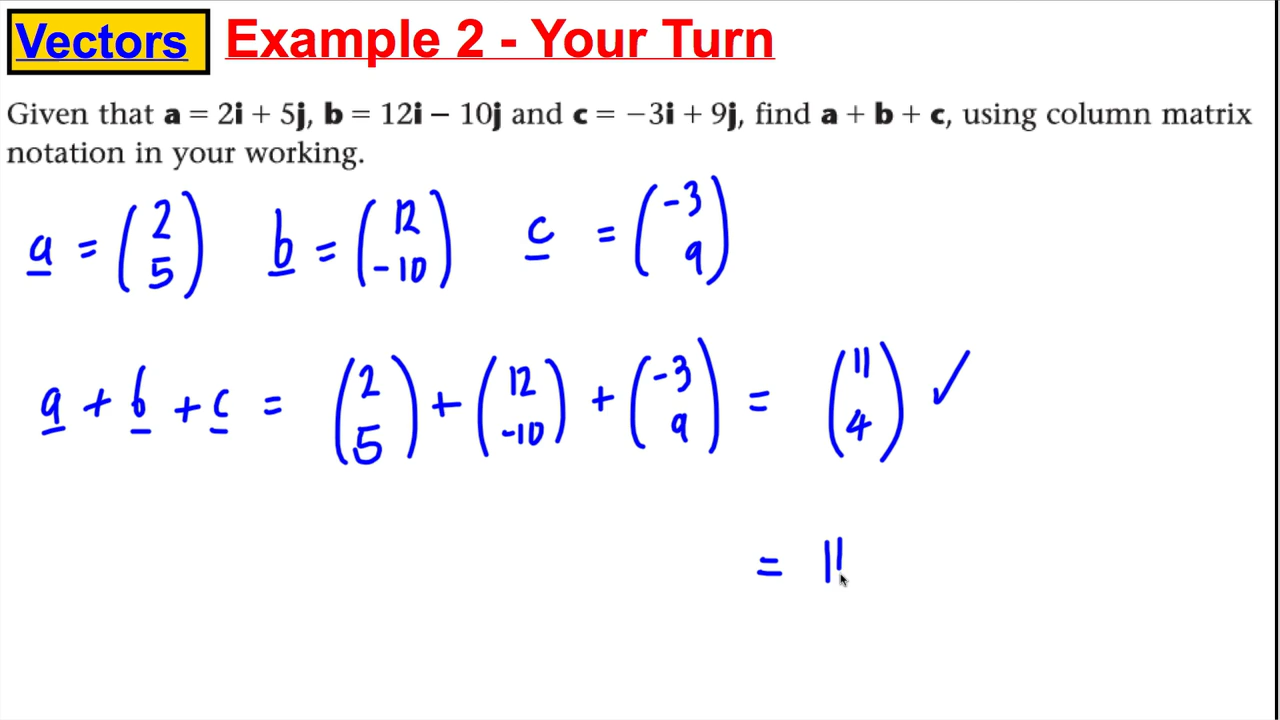 Vectors Example 2 - Your Turn
Given that a = 2i + 5j, b = 12i − 10j and c = −3i + 9j, find a + b + c, using column matrix
notation in your working.
a = (2 5) b = (12 -10) c = (-3 9)
a + b + c = (2 5) + (12 -10) + (-3 9) = (11 4) ✓
= 11